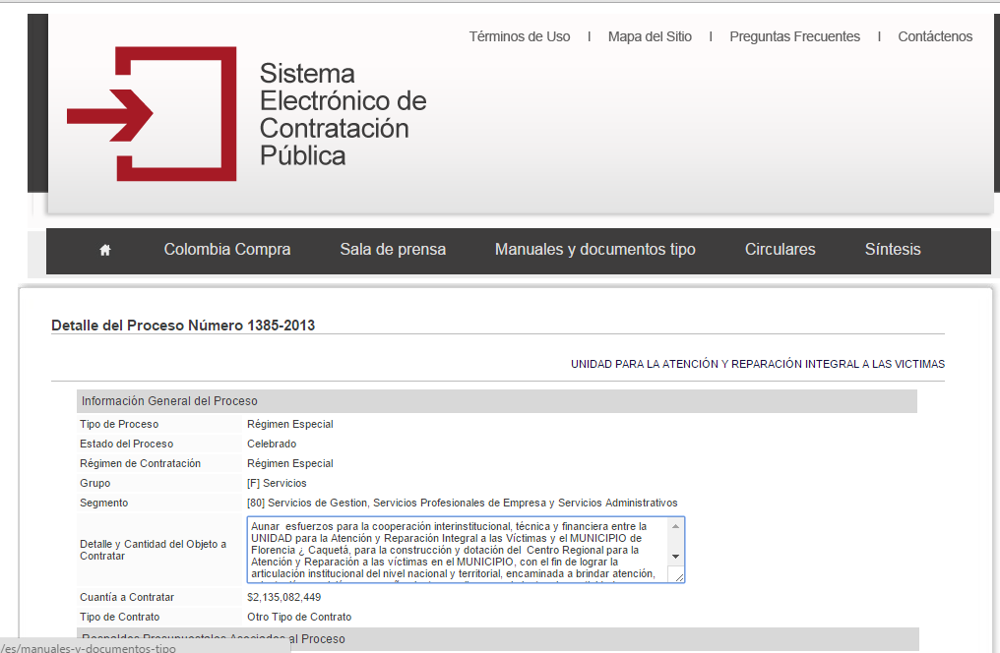 Términos de Uso | Mapa del Sitio | Preguntas Frecuentes | Contáctenos
Sistema
Electrónico de
Contratación
Pública
Colombia Compra Sala de prensa Manuales y documentos tipo Circulares Síntesis
Detalle del Proceso Número 1385-2013
UNIDAD PARA LA ATENCIÓN Y REPARACIÓN INTEGRAL A LAS VICTIMAS
Información General del Proceso
Tipo de Proceso Régimen Especial
Estado del Proceso Celebrado
Régimen de Contratación Régimen Especial
Grupo [F] Servicios
Segmento [80] Servicios de Gestion, Servicios Profesionales de Empresa y Servicios Administrativos
Detalle y Cantidad del Objeto a
Contratar
Aunar esfuerzos para la cooperación interinstitucional, técnica y financiera entre la
UNIDAD para la Atención y Reparación Integral a las Víctimas y el MUNICIPIO de
Florencia ¿ Caquetá, para la construcción y dotación del Centro Regional para la
Atención y Reparación a las víctimas en el MUNICIPIO, con el fin de lograr la
articulación institucional del nivel nacional y territorial, encaminada a brindar atención,
Cuantía a Contratar $2,135,082,449
Tipo de Contrato Otro Tipo de Contrato
Respaldos Presupuestales Asociados al Proceso
/es/manuales-y-documentos-tipo